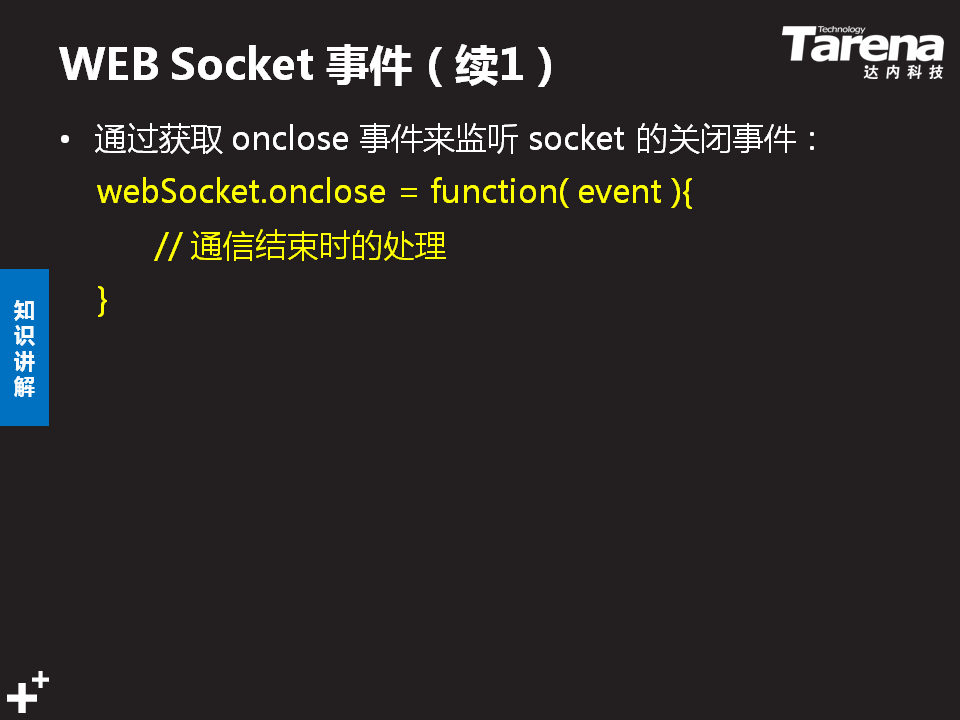 WEB Socket 事件（续1）
Technology
Tarena
达内科技
• 通过获取 onclose 事件来监听 socket 的关闭事件：
webSocket.onclose = function( event ){
// 通信结束时的处理
}
知
识
讲
解